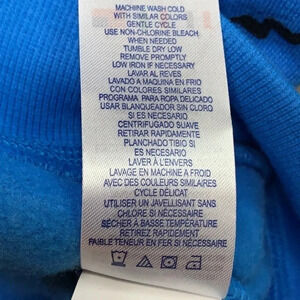 MACHINE WASH COLD
WITH SIMILAR COLORS
GENTLE CYCLE
USE NON-CHLORINE BLEACH
WHEN NEEDED
TUMBLE DRY LOW
REMOVE PROMPTLY
LOW IRON IF NECESSARY
LAVAR AL REVES
LAVADO A MAQUINA EN FRIO
CON COLORES SIMILARES
PROGRAMA PARA ROPA DELICADO
USAR BLANQUEADOR SIN CLORO
SI ES NECESARIO
CENTRIFUGADO SUAVE
RETIRAR RAPIDAMENTE
PLANCHADO TIBIO SI
ES NECESARIO
LAVER À L'ENVERS
LAVAGE EN MACHINE A FROID
AVEC DES COULEURS SIMILAIRES
CYCLE DÉLICAT
UTILISER UN JAVELLISANT SANS
CHLORE SI NÉCESSAIRE
SÉCHER À BASSE TEMPÉRATURE
RETIREZ RAPIDEMENT
FAIBLE TENEUR EN FER SI NÉCESSAIRE